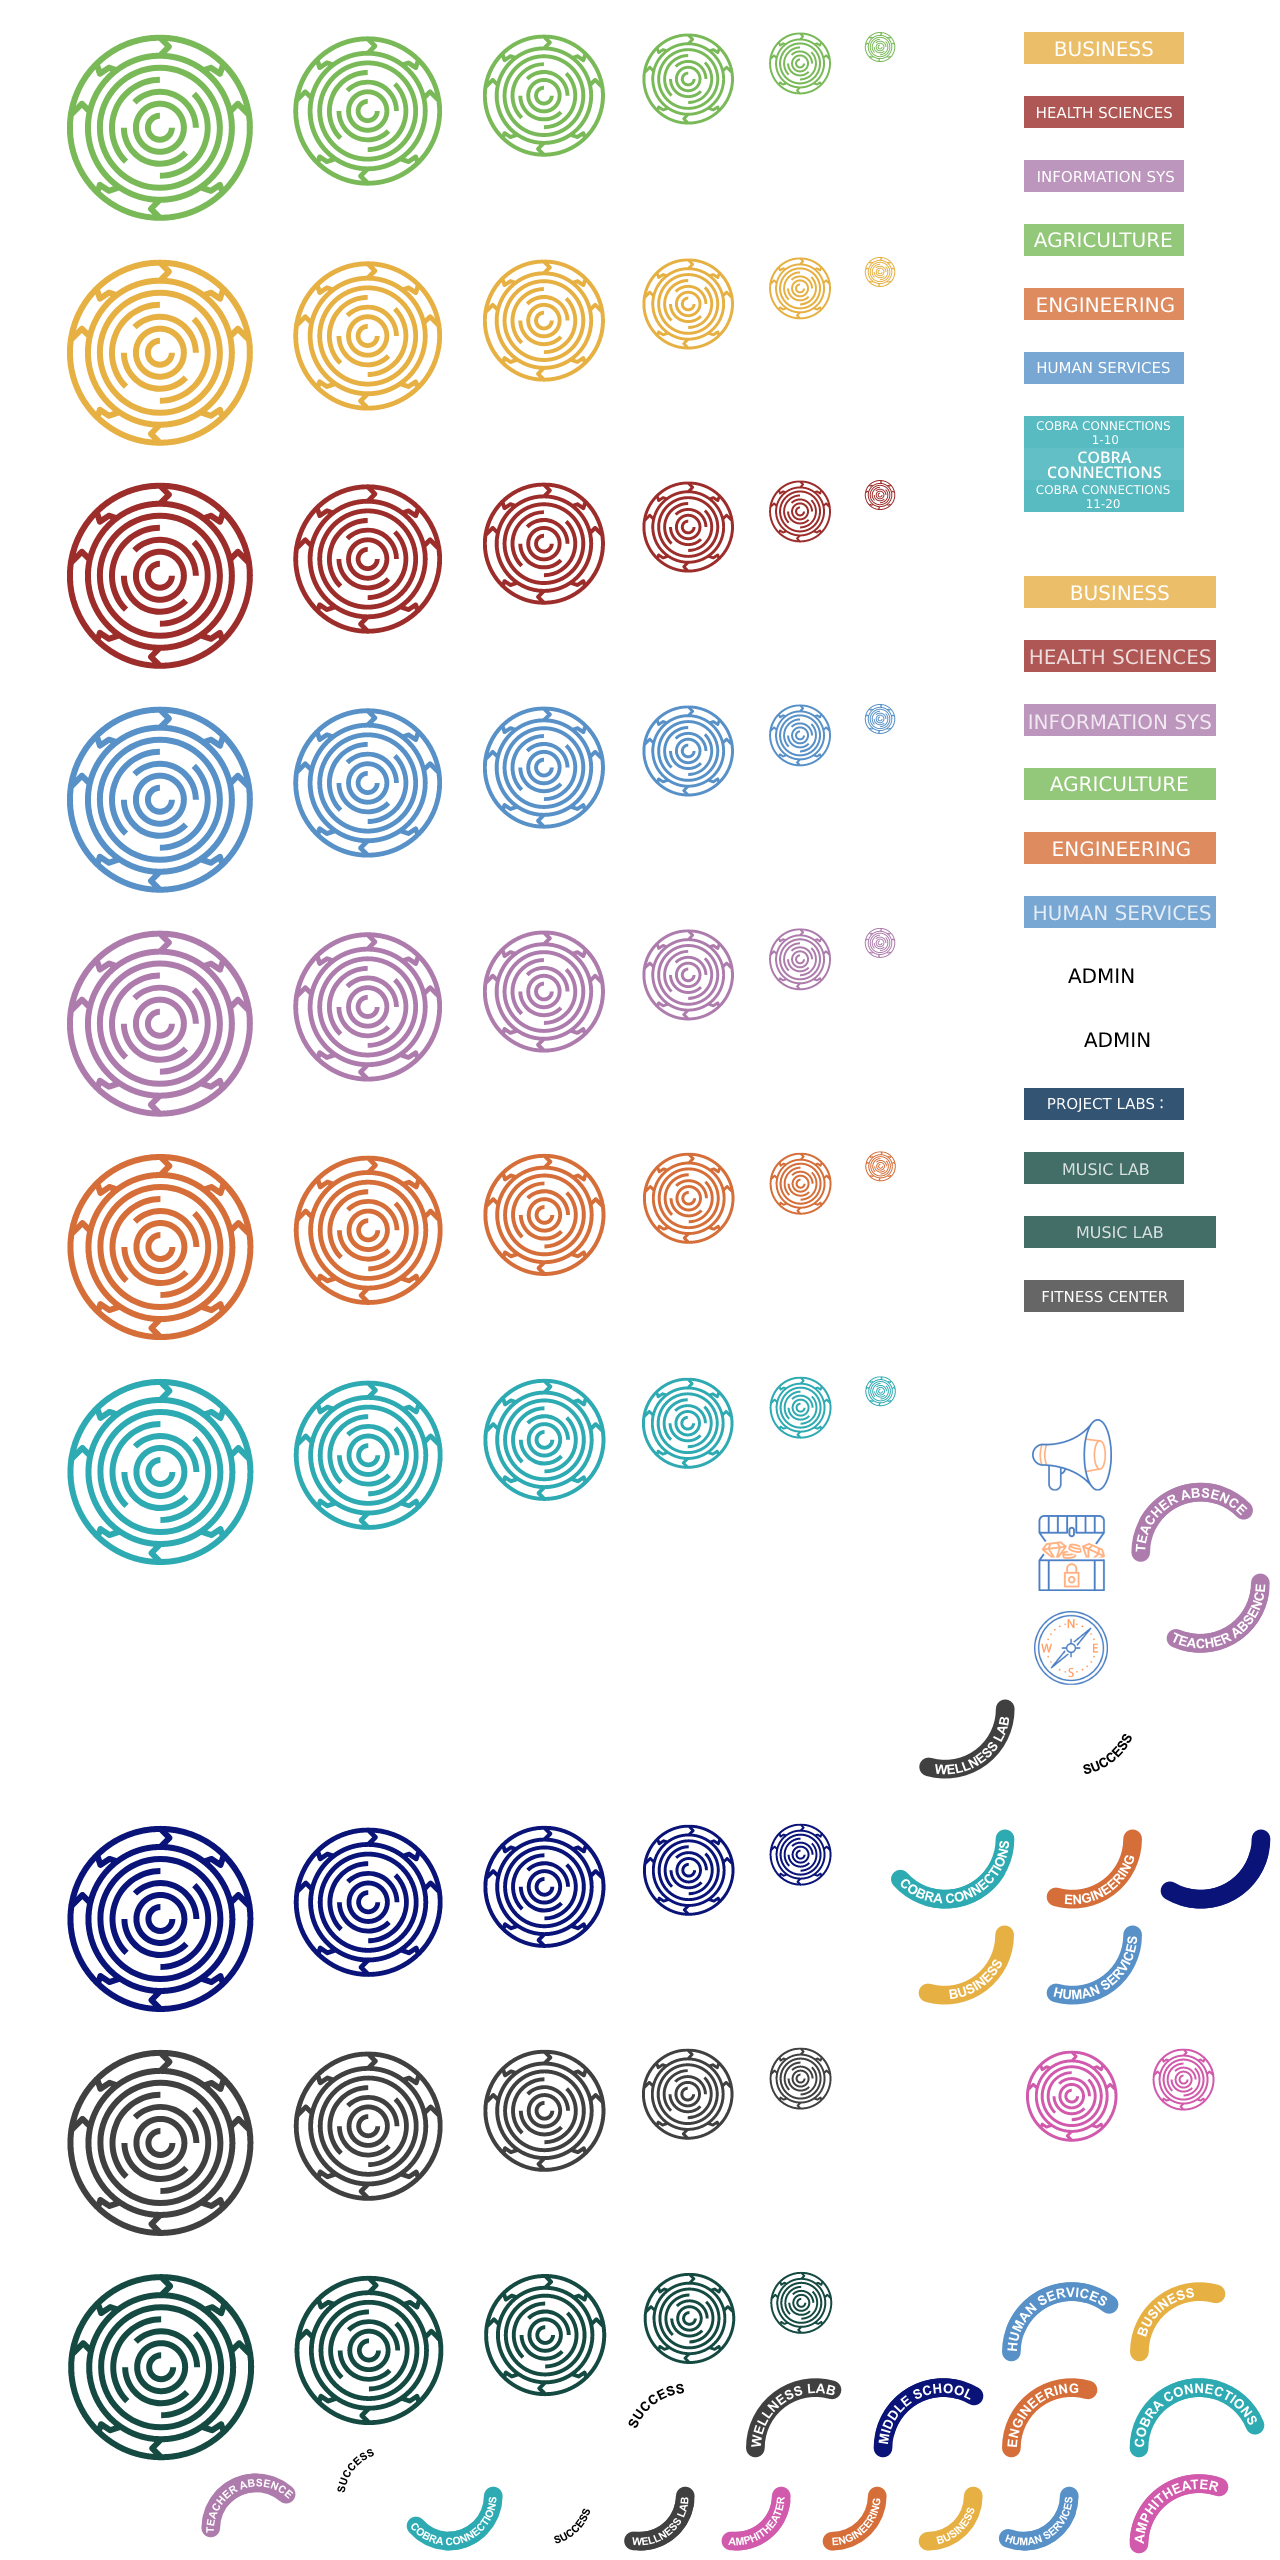 BUSINESS
HEALTH SCIENCES
INFORMATION SYS
AGRICULTURE
ENGINEERING
HUMAN SERVICES
COBRA CONNECTIONS
1-10
COBRA
CONNECTIONS
COBRA CONNECTIONS
11-20
BUSINESS
HEALTH SCIENCES
INFORMATION SYS
AGRICULTURE
ENGINEERING
HUMAN SERVICES
ADMIN
ADMIN
PROJECT LABS :
MUSIC LAB
MUSIC LAB
FITNESS CENTER
TEACHER ABSENCE
TEACHER ABSENCE
N
W E
S
WELLNESS LAB
SUCCESS
COBRA CONNECTIONS
ENGINEERING
BUSINESS
HUMAN SERVICES
HUMAN SERVICES
BUSINESS
SUCCESS
WELLNESS LAB
MIDDLE SCHOOL
ENGINEERING
COBRA CONNECTIONS
SUCCESS
TEACHER ABSENCE
COBRA CONNECTIONS
SUCCESS
WELLNESS LAB
AMPHITHEATER
ENGINEERING
BUSINESS
HUMAN SERVICES
AMPHITHEATER